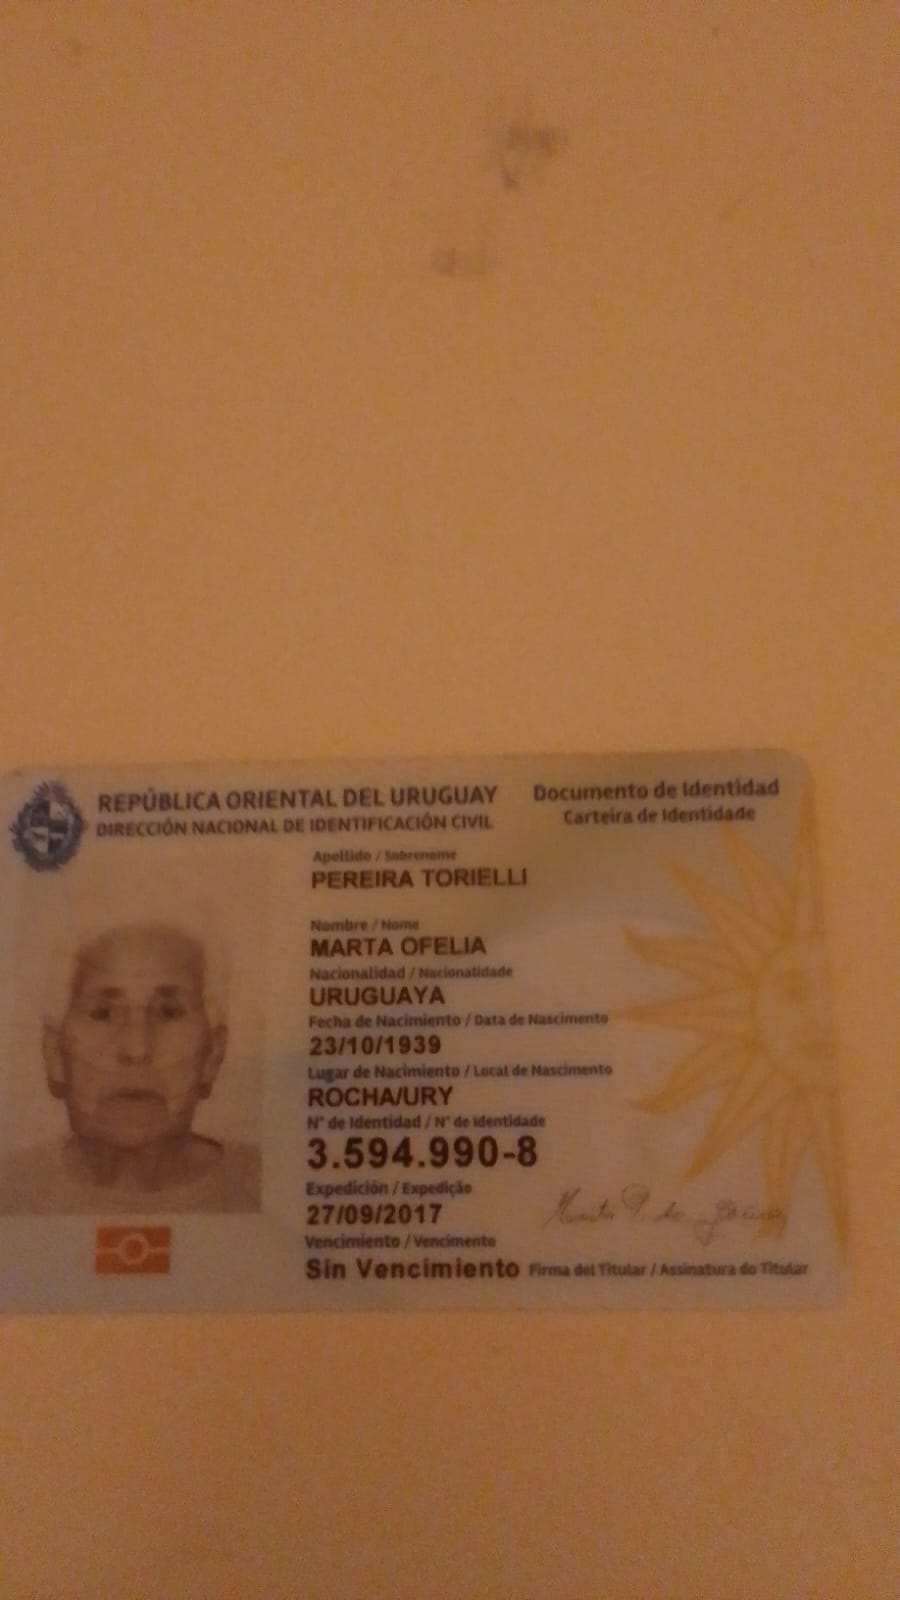 REPÚBLICA ORIENTAL DEL URUGUAY
DIRECCIÓN NACIONAL DE IDENTIFICACIÓN CIVIL
Documento de Identidad
Carteira de Identidade
Apellido / Sobrenome
PEREIRA TORIELLI
Nombre / Nome
MARTA OFELIA
Nacionalidad / Nacionalidade
URUGUAYA
Fecha de Nacimiento / Data de Nascimento
23/10/1939
Lugar de Nacimiento / Local de Nascimento
ROCHA/URY
N° de Identidad / N° de Identidade
3.594.990-8
Expedición / Expedição
27/09/2017
Vencimiento / Vencimento
Sin Vencimiento
Marta P de
Firma del Titular / Assinatura do Titular